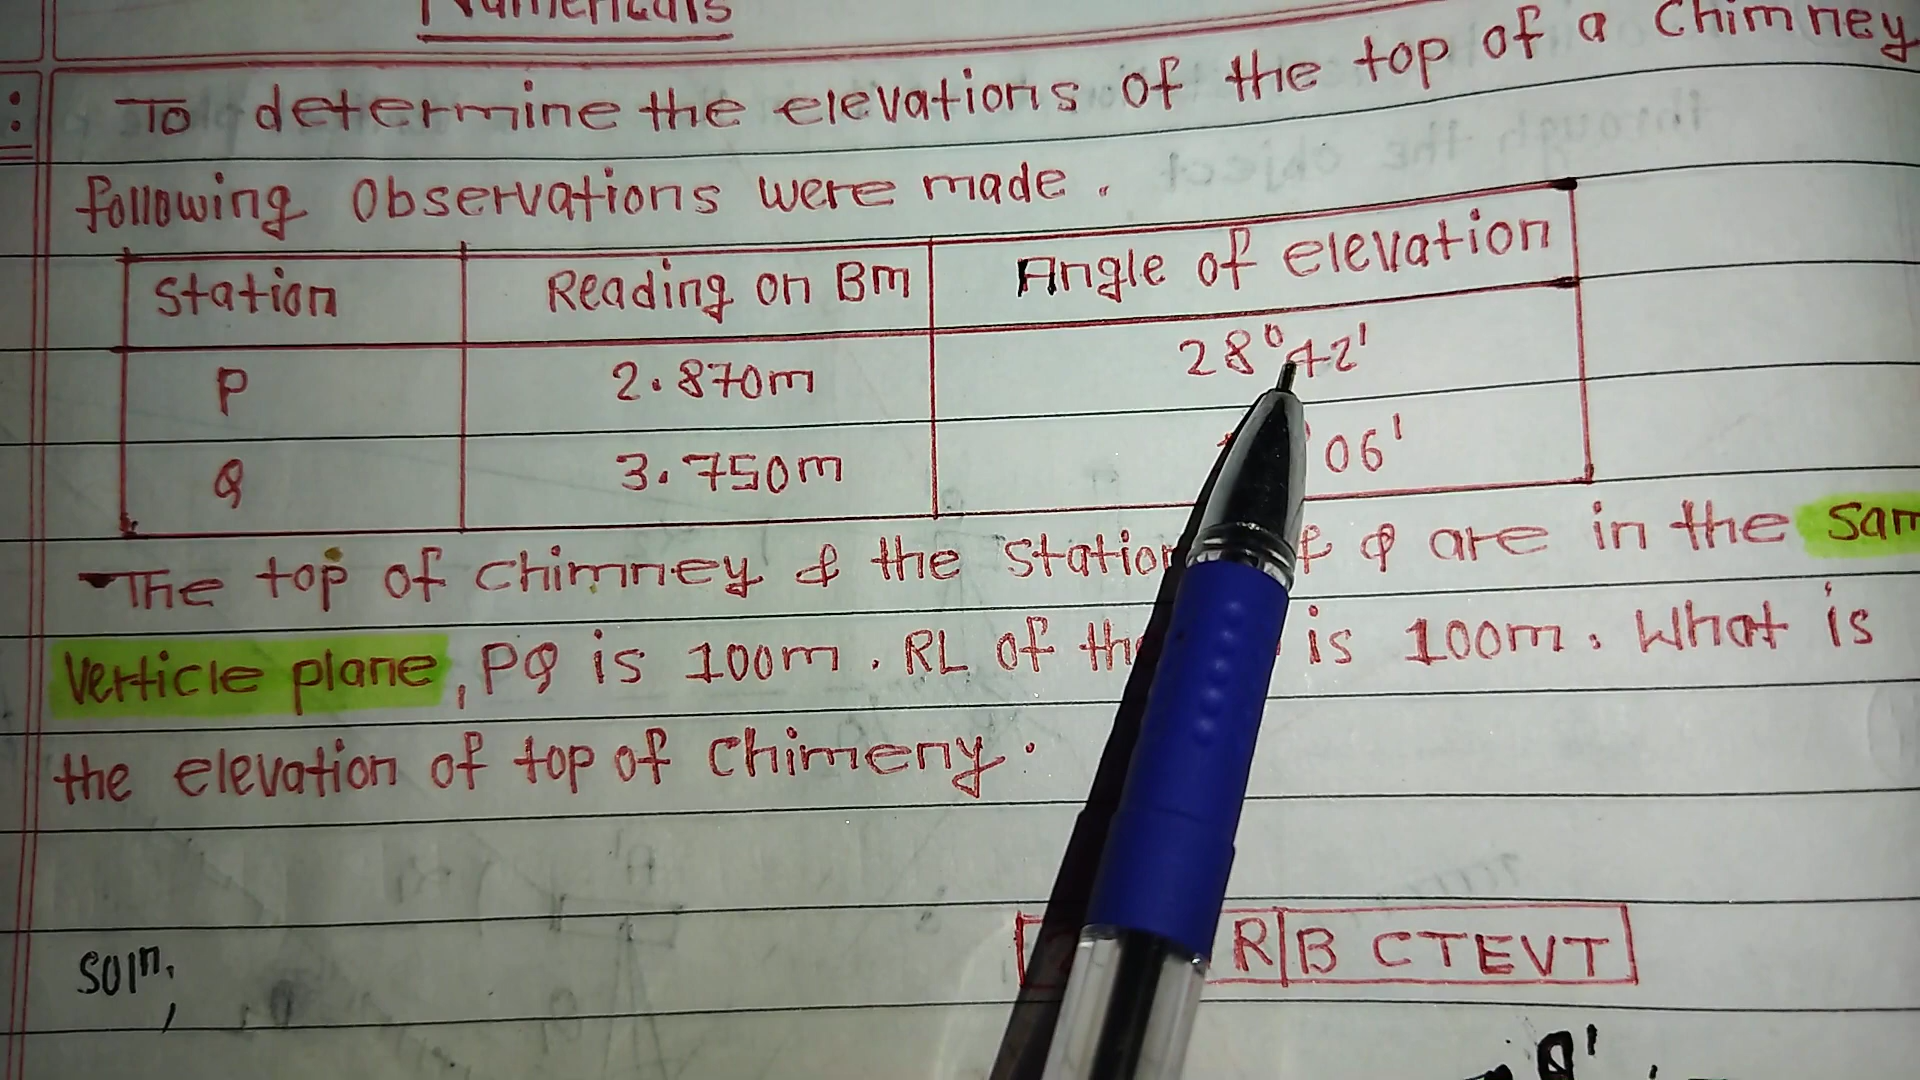 Numericals
: To determine the elevations of the top of a Chimney
following observations were made.
Station Reading on Bm Angle of elevation
P 2.870m 28°42'
Q 3.750m 06'
The top of chimney & the station are in the sam
verticle plane, PQ is 100m. RL of is 100m. What is
the elevation of top of chimeny.
R|B CTEVT
Soln,